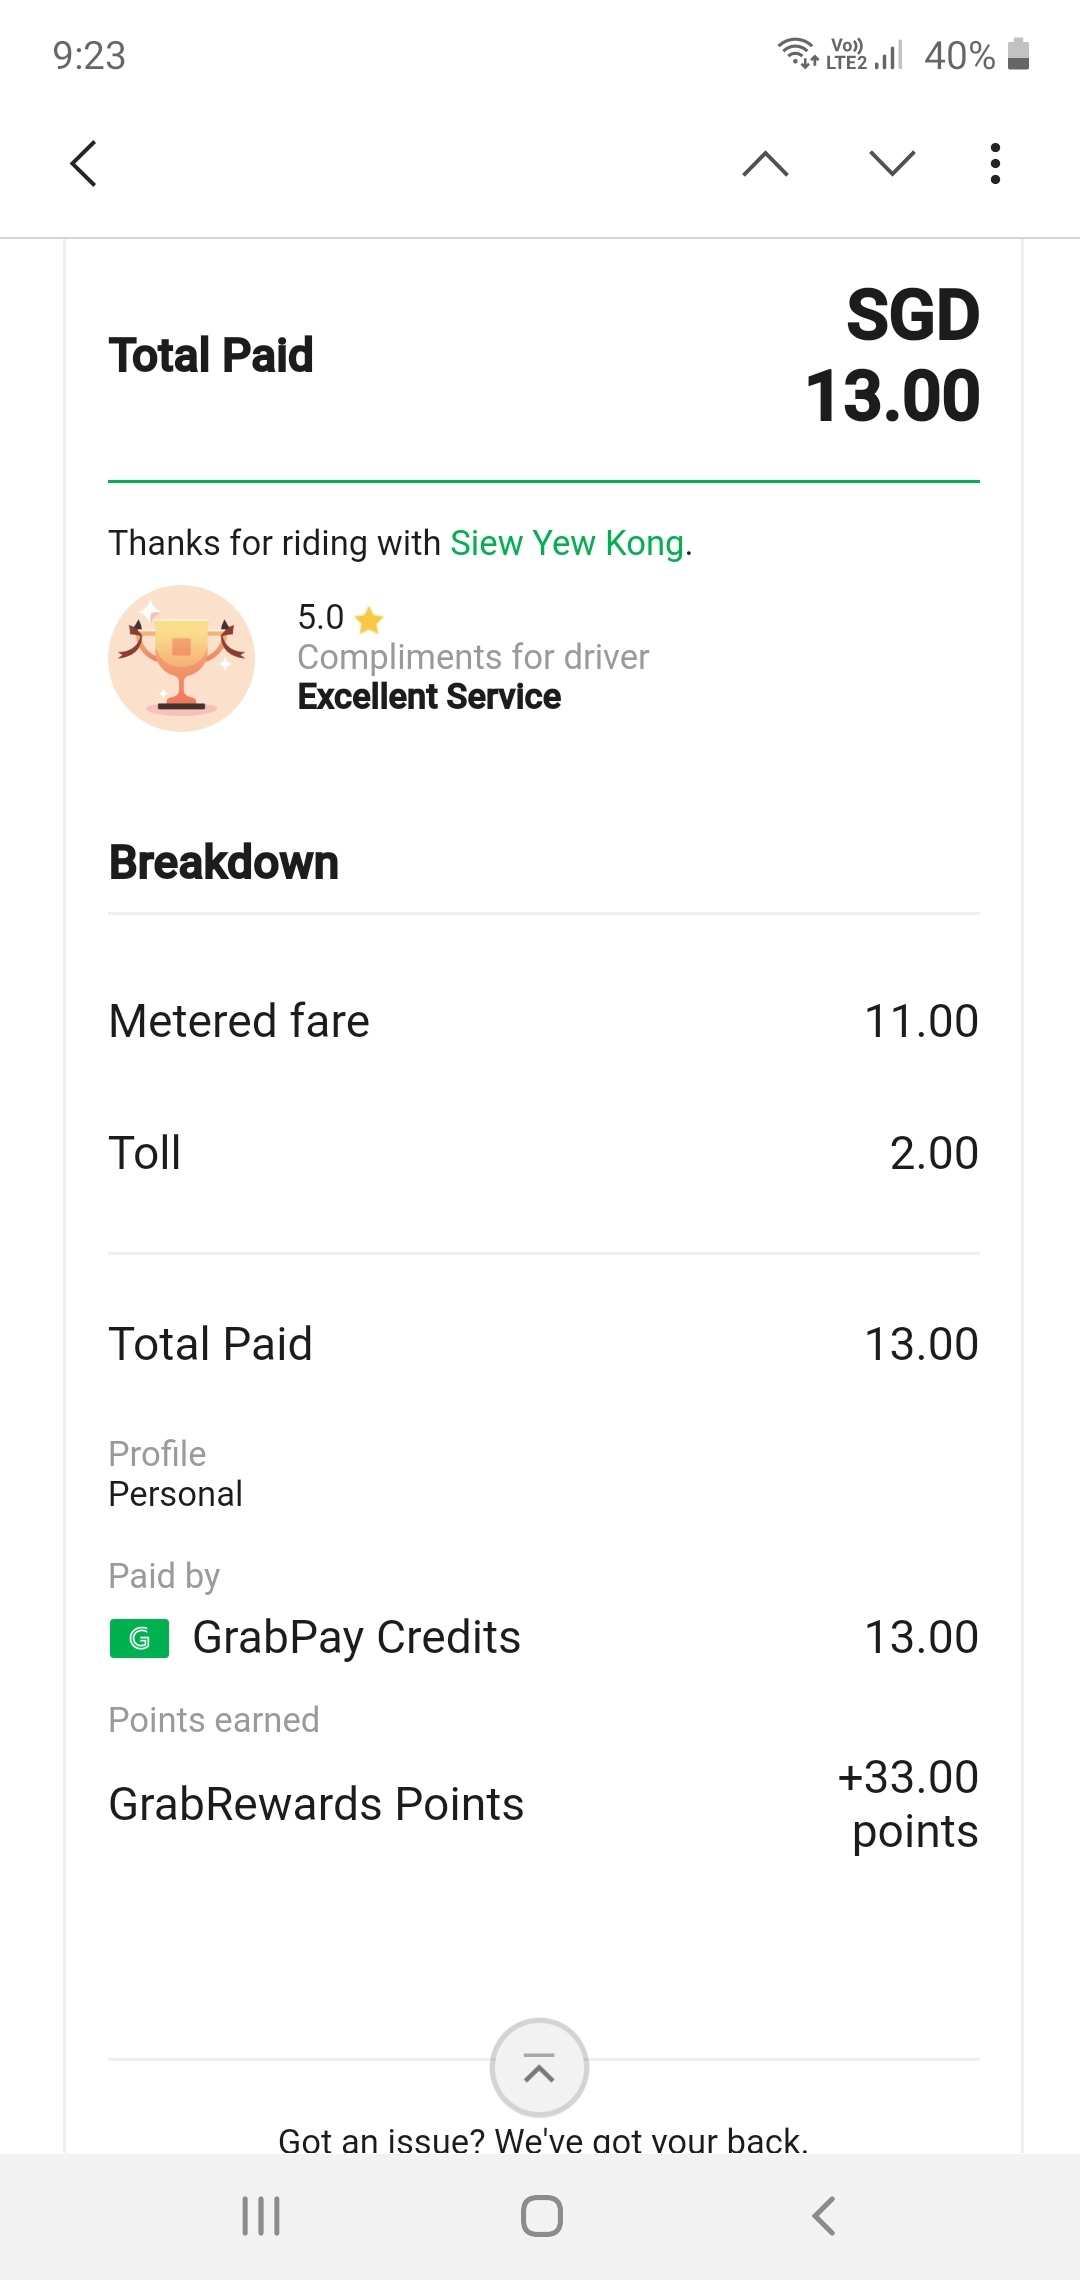 9:23
Vo))
LTE2
40%
Total Paid
SGD
13.00
Thanks for riding with Siew Yew Kong.
5.0
Compliments for driver
Excellent Service
Breakdown
Metered fare 11.00
Toll 2.00
Total Paid 13.00
Profile
Personal
Paid by
G GrabPay Credits 13.00
Points earned
GrabRewards Points +33.00
points
Got an issue? We've got your back.